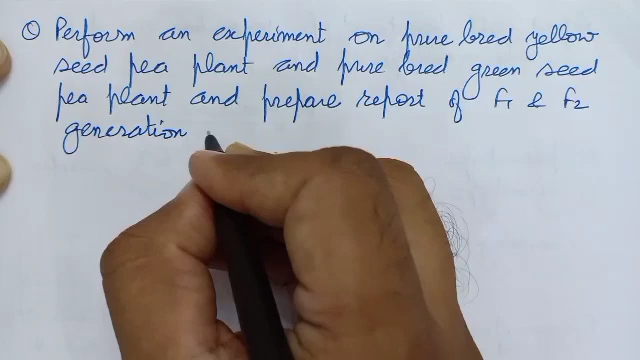 Perform an experiment on pure bred yellow
seed pea plant and pure bred green seed
pea plant and prepare report of F1 & F2
generation